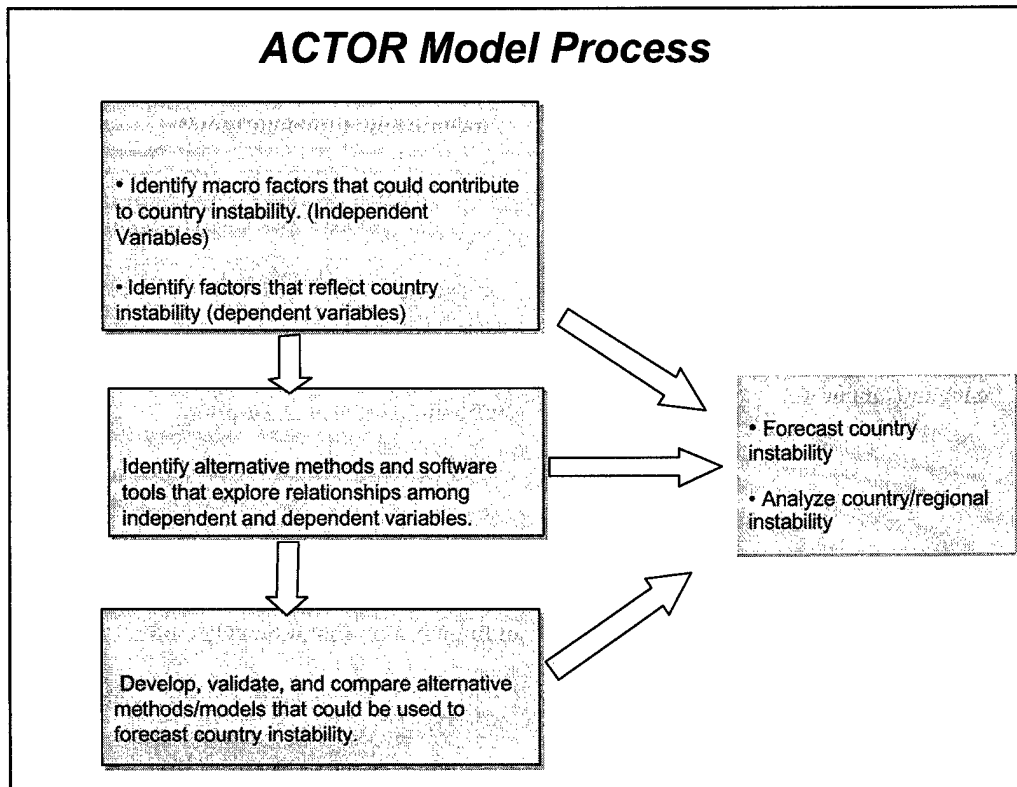 ACTOR Model Process
• Identify macro factors that could contribute
to country instability. (Independent
Variables)
• Identify factors that reflect country
instability (dependent variables)
Identify alternative methods and software
tools that explore relationships among
independent and dependent variables.
Develop, validate, and compare alternative
methods/models that could be used to
forecast country instability.
• Forecast country
instability
• Analyze country/regional
instability